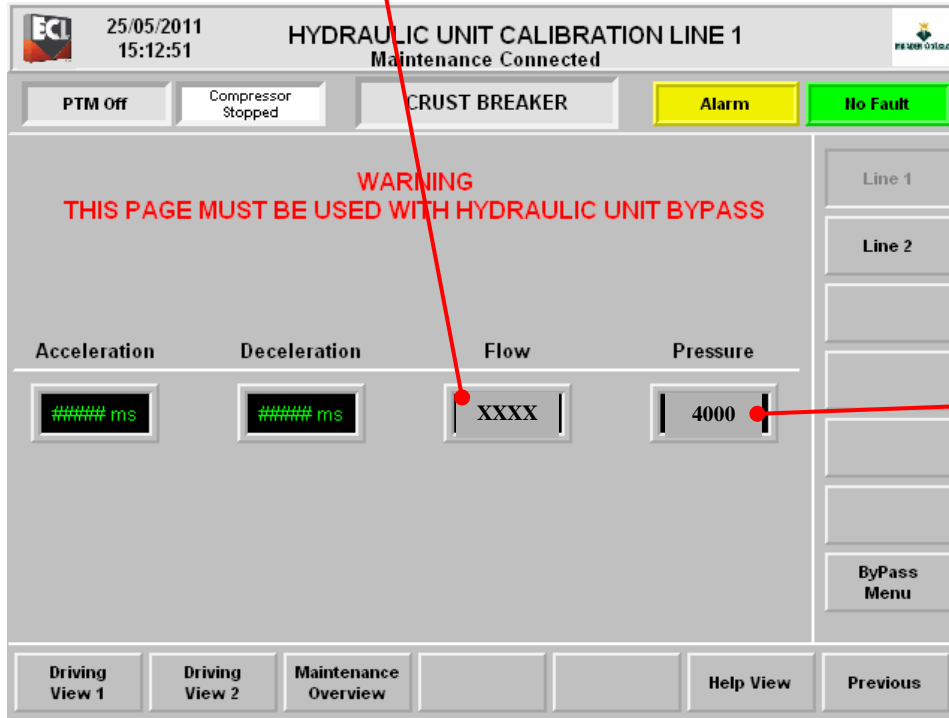 ECL
25/05/2011
15:12:51
HYDRAULIC UNIT CALIBRATION LINE 1
Maintenance Connected
PTM Off
Compressor
Stopped
CRUST BREAKER
Alarm
No Fault
WARNING
THIS PAGE MUST BE USED WITH HYDRAULIC UNIT BYPASS
Line 1
Line 2
Acceleration
Deceleration
Flow
Pressure
##### ms
##### ms
XXXX
4000
ByPass
Menu
Driving
View 1
Driving
View 2
Maintenance
Overview
Help View
Previous